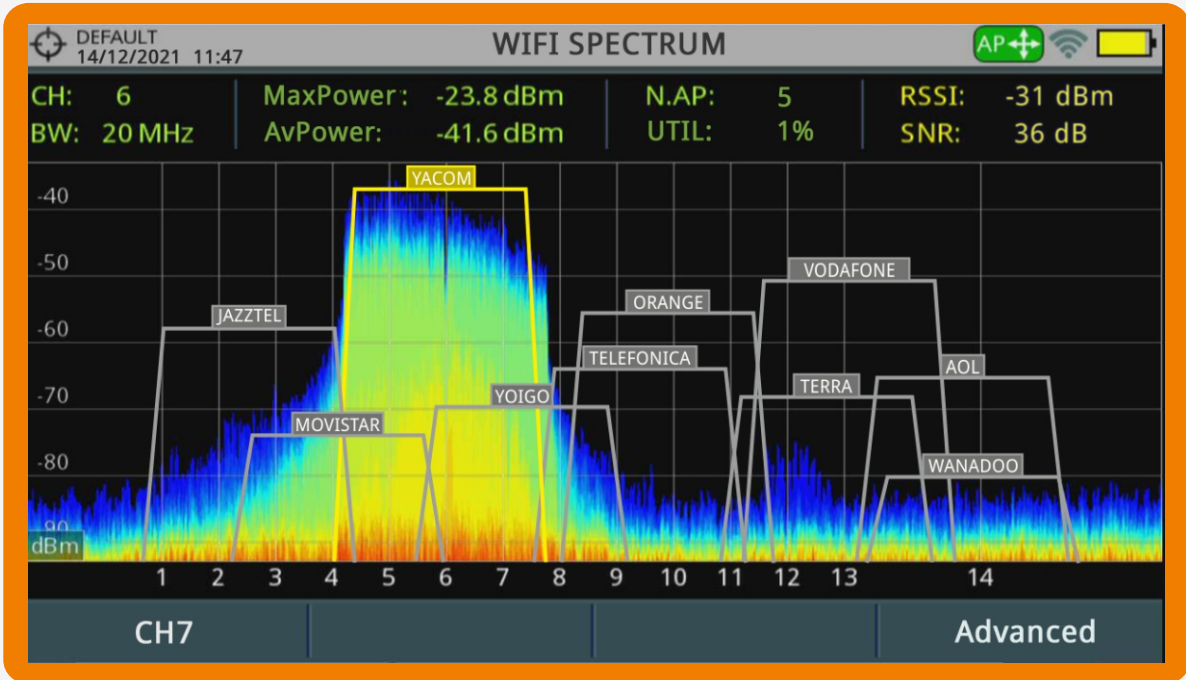 DEFAULT
14/12/2021 11:47
WIFI SPECTRUM
AP
CH: 6
BW: 20 MHz
MaxPower: -23.8 dBm
AvPower: -41.6 dBm
N.AP: 5
UTIL: 1%
RSSI: -31 dBm
SNR: 36 dB
YACOM
-40
-50
VODAFONE
ORANGE
JAZZTEL
-60
TELEFONICA
AOL
TERRA
-70
YOIGO
MOVISTAR
-80
WANADOO
-90
dBm
1 2 3 4 5 6 7 8 9 10 11 12 13 14
CH7
Advanced